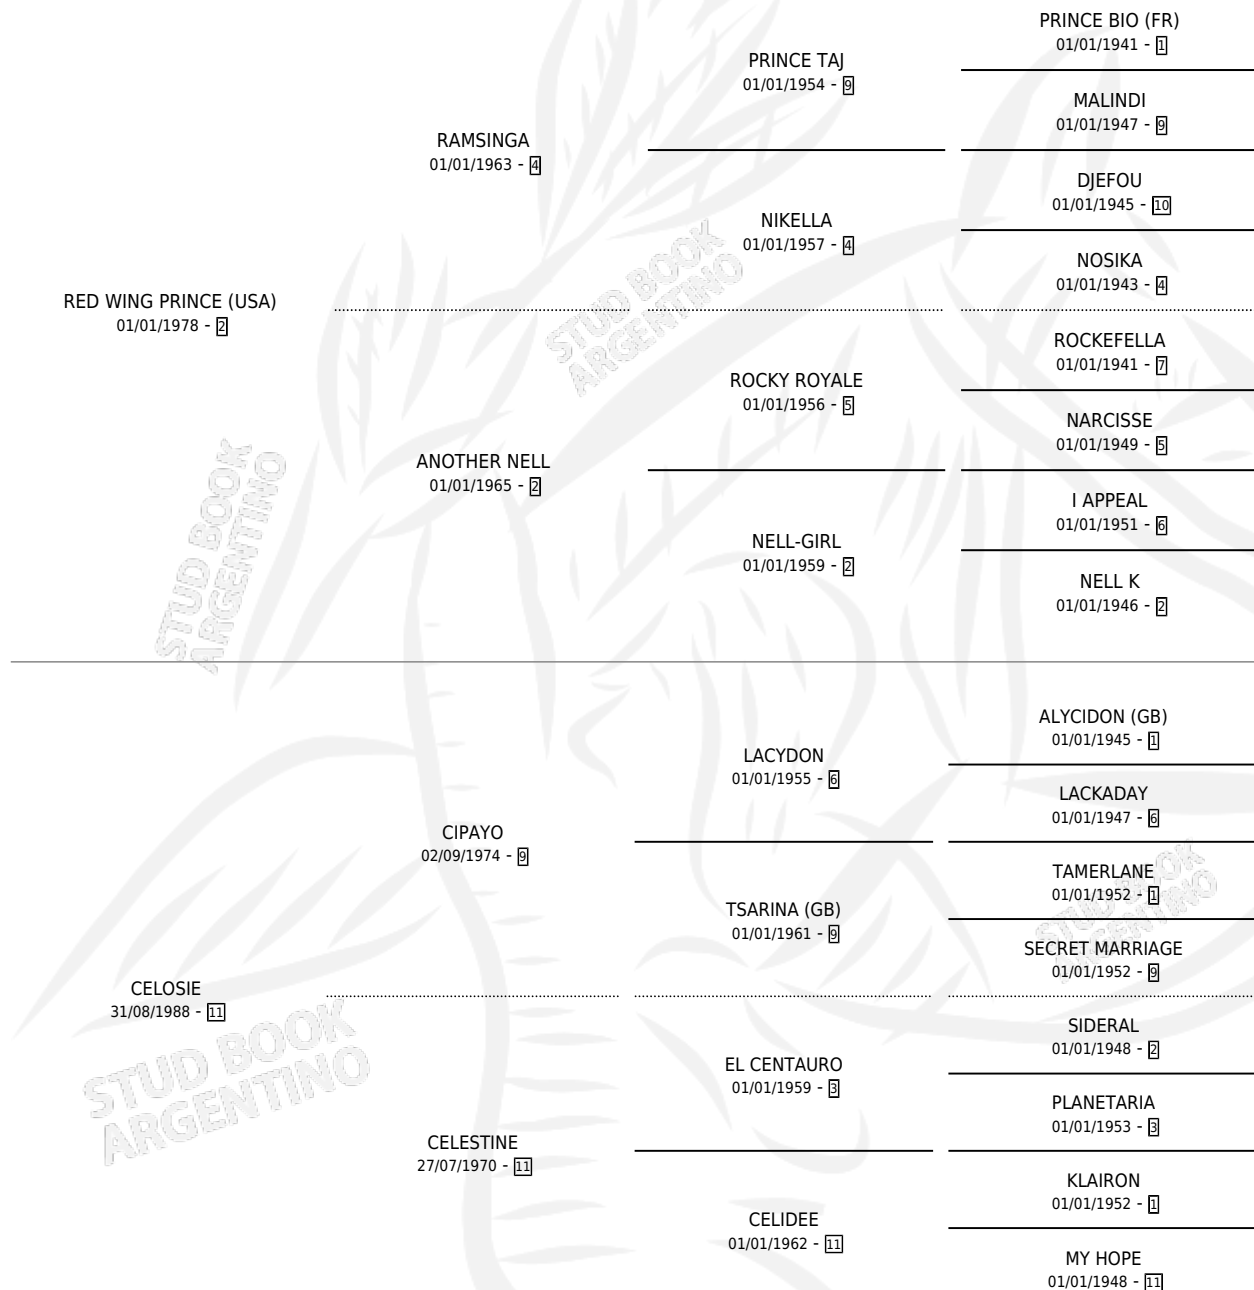 PRINCE BIO (FR)
01/01/1941 - 1
PRINCE TAJ
01/01/1954 - 9
MALINDI
01/01/1947 - 9
RAMSINGA
01/01/1963 - 4
DJEFOU
01/01/1945 - 10
NIKELLA
01/01/1957 - 4
NOSIKA
01/01/1943 - 4
RED WING PRINCE (USA)
01/01/1978 - 2
ROCKEFELLA
01/01/1941 - 7
ROCKY ROYALE
01/01/1956 - 5
NARCISSE
01/01/1949 - 5
ANOTHER NELL
01/01/1965 - 2
I APPEAL
01/01/1951 - 6
NELL-GIRL
01/01/1959 - 2
NELL K
01/01/1946 - 2
ALYCIDON (GB)
01/01/1945 - 1
LACYDON
01/01/1955 - 6
LACKADAY
01/01/1947 - 6
CIPAYO
02/09/1974 - 9
TAMERLANE
01/01/1952 - 1
TSARINA (GB)
01/01/1961 - 9
SECRET MARRIAGE
01/01/1952 - 9
CELOSIE
31/08/1988 - 11
SIDERAL
01/01/1948 - 2
EL CENTAURO
01/01/1959 - 3
PLANETARIA
01/01/1953 - 3
CELESTINE
27/07/1970 - 11
KLAIRON
01/01/1952 - 1
CELIDEE
01/01/1962 - 11
MY HOPE
01/01/1948 - 11
STUD BOOK
ARGENTINO
STUD BOOK
ARGENTINO
STUD BOOK
ARGENTINO
STUD BOOK
ARGENTINO